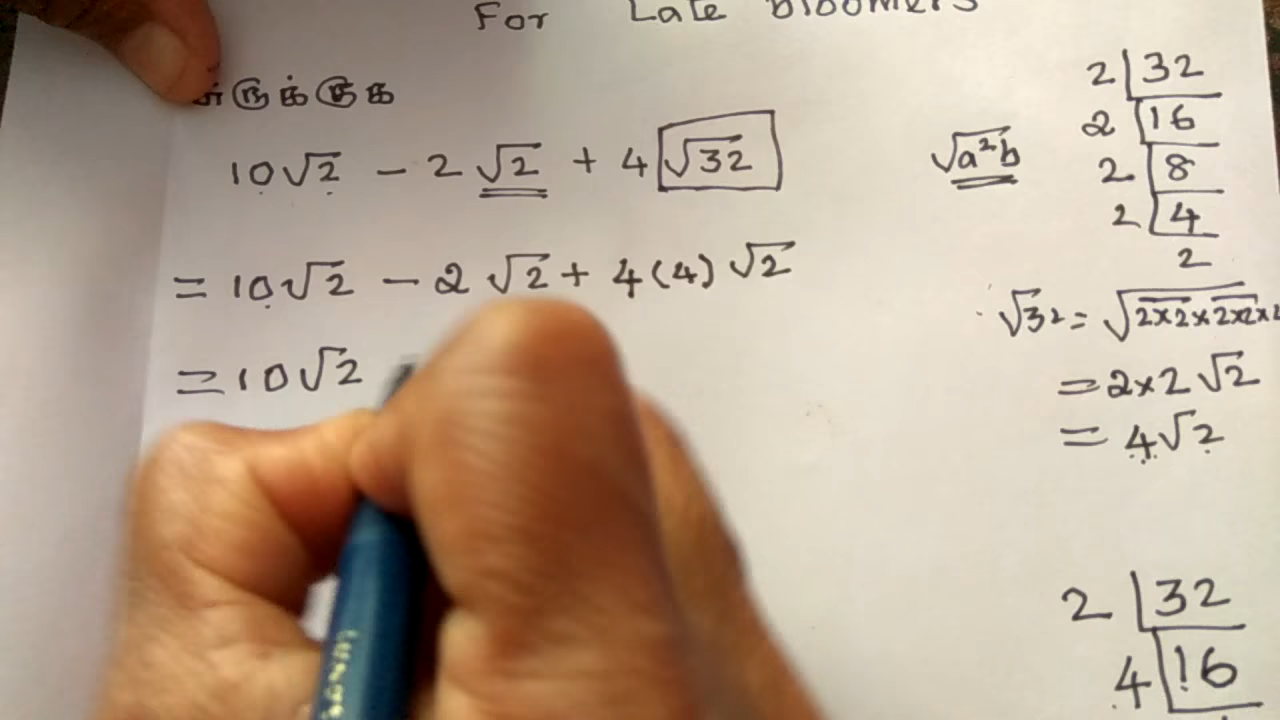 For Late Bloomers
சுருக்குக
10√2 - 2√2 + 4√32
= 10√2 - 2√2 + 4(4)√2
= 10√2
√a²b
2 | 32
2 | 16
2 | 8
2 | 4
2
√32 = √2×2×2×2×2
= 2×2√2
= 4√2
2 | 32
4 | 16